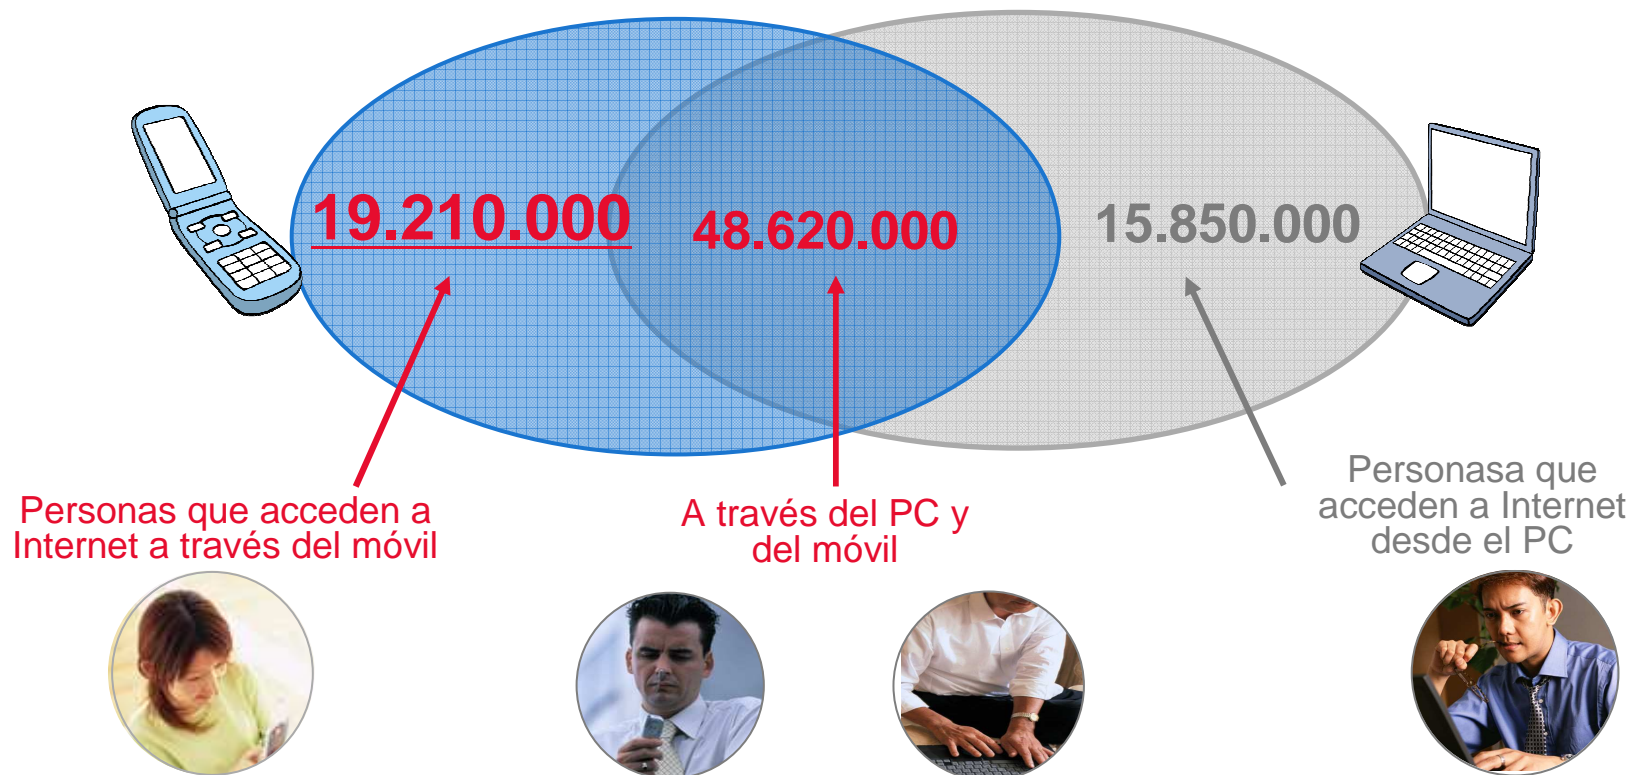 19.210.000
48.620.000
15.850.000
Personas que acceden a
Internet a través del móvil
A través del PC y
del móvil
Personasa que
acceden a Internet
desde el PC